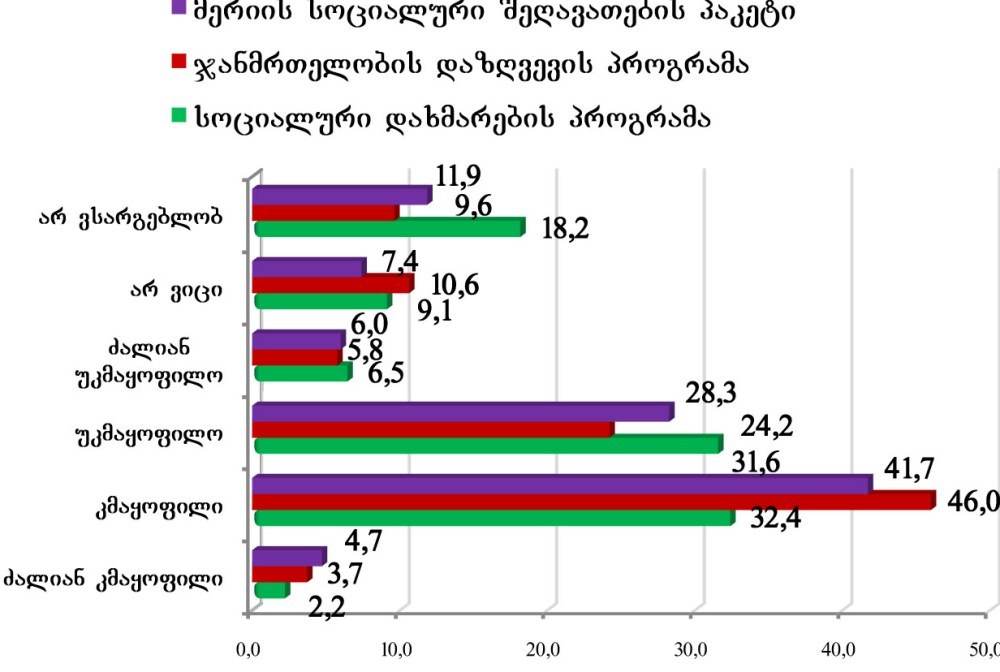 მერიის სოციალური შეღავათების პაკეტი
ჯანმრთელობის დაზღვევის პროგრამა
სოციალური დახმარების პროგრამა
არ ვსარგებლობ
11,9
9,6
18,2
არ ვიცი
7,4
10,6
9,1
ძალიან
უკმაყოფილო
6,0
5,8
6,5
უკმაყოფილო
28,3
24,2
31,6
კმაყოფილი
41,7
46,0
32,4
ძალიან კმაყოფილი
4,7
3,7
2,2
0,0 10,0 20,0 30,0 40,0 50,0